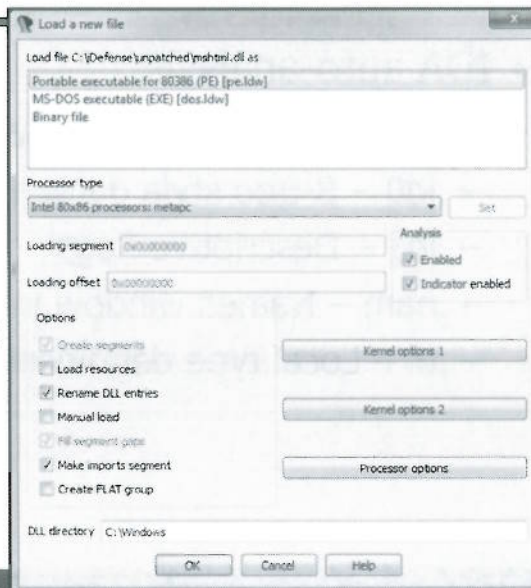 Load a new file
Load file C:\iDefense\unpatched\mshtml.dll as
Portable executable for 80386 (PE) [pe.ldw]
MS-DOS executable (EXE) [dos.ldw]
Binary file
Processor type
Intel 80x86 processors: metapc
Set
Analysis
Loading segment 0x00000000
Enabled
Loading offset 0x00000000
Indicator enabled
Options
Create segments
Kernel options 1
Load resources
Rename DLL entries
Kernel options 2
Manual load
Fill segment gaps
Make imports segment
Processor options
Create FLAT group
DLL directory C:\Windows
OK Cancel Help